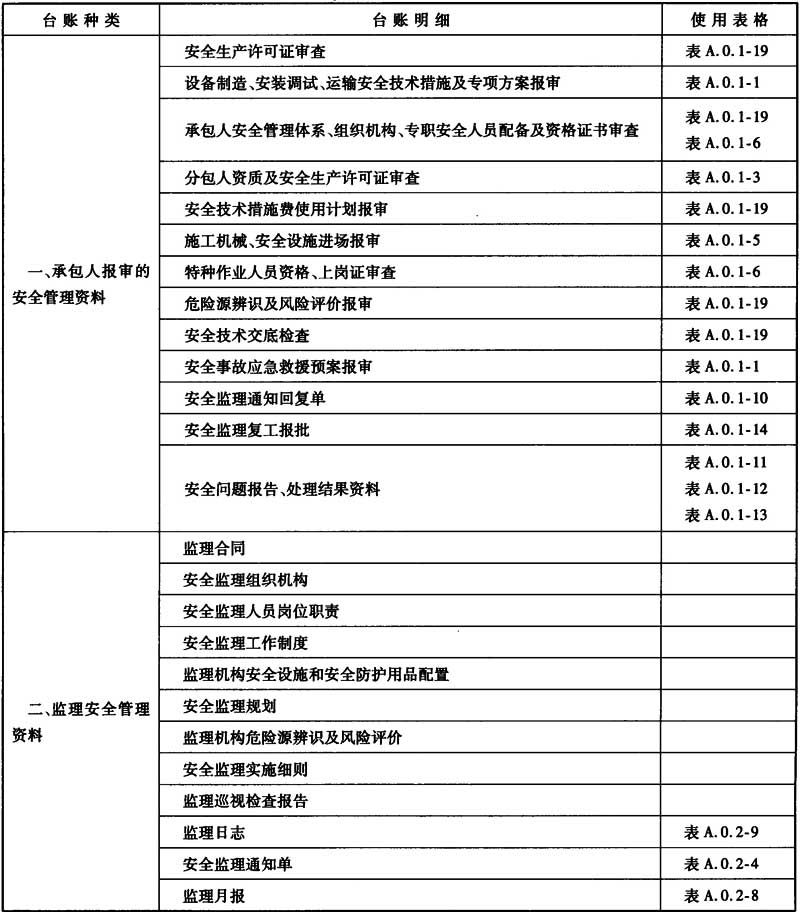 台账种类 台账明细 使用表格
一、承包人报审的
安全管理资料
安全生产许可证审查 表 A.0.1-19
设备制造、安装调试、运输安全技术措施及专项方案报审 表 A.0.1-1
承包人安全管理体系、组织机构、专职安全人员配备及资格证书审查 表 A.0.1-19
表 A.0.1-6
分包人资质及安全生产许可证审查 表 A.0.1-3
安全技术措施费使用计划报审 表 A.0.1-19
施工机械、安全设施进场报审 表 A.0.1-5
特种作业人员资格、上岗证审查 表 A.0.1-6
危险源辨识及风险评价报审 表 A.0.1-19
安全技术交底检查 表 A.0.1-19
安全事故应急救援预案报审 表 A.0.1-1
安全监理通知回复单 表 A.0.1-10
安全监理复工报批 表 A.0.1-14
安全问题报告、处理结果资料 表 A.0.1-11
表 A.0.1-12
表 A.0.1-13
二、监理安全管理
资料
监理合同
安全监理组织机构
安全监理人员岗位职责
安全监理工作制度
监理机构安全设施和安全防护用品配置
安全监理规划
监理机构危险源辨识及风险评价
安全监理实施细则
监理巡视检查报告
监理日志 表 A.0.2-9
安全监理通知单 表 A.0.2-4
监理月报 表 A.0.2-8